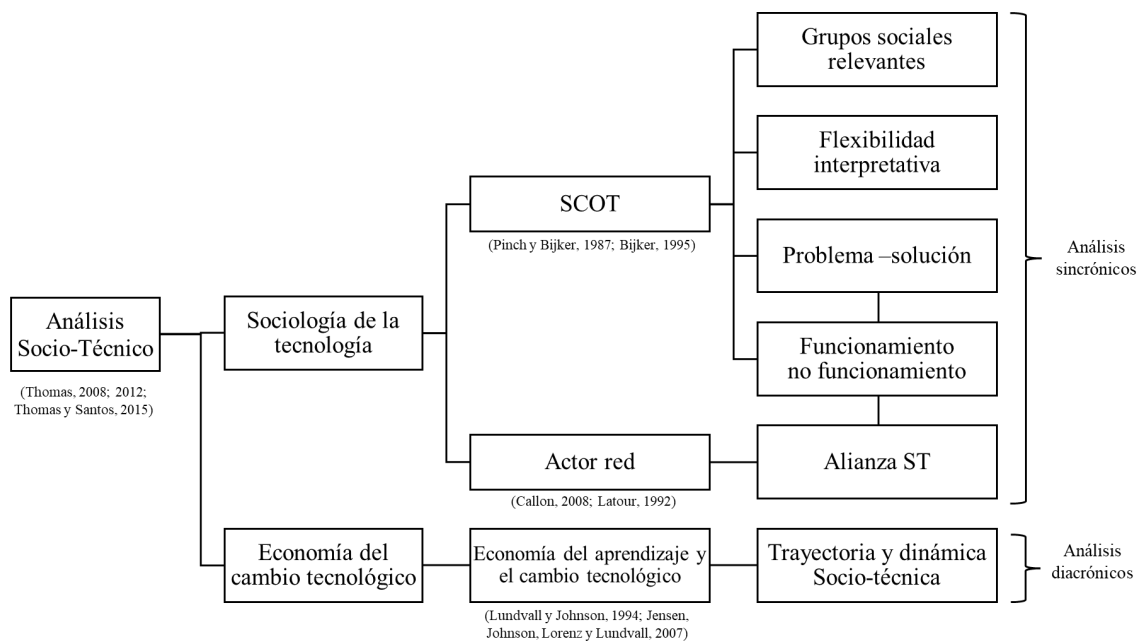 Análisis
Socio-Técnico
(Thomas, 2008; 2012;
Thomas y Santos, 2015)
Sociología de la
tecnología
SCOT
(Pinch y Bijker, 1987; Bijker, 1995)
Grupos sociales
relevantes
Flexibilidad
interpretativa
Problema –solución
Funcionamiento
no funcionamiento
Actor red
(Callon, 2008; Latour, 1992)
Alianza ST
Análisis
sincrónicos
Economía del
cambio tecnológico
Economía del aprendizaje y
el cambio tecnológico
(Lundvall y Johnson, 1994; Jensen,
Johnson, Lorenz y Lundvall, 2007)
Trayectoria y dinámica
Socio-técnica
Análisis
diacrónicos